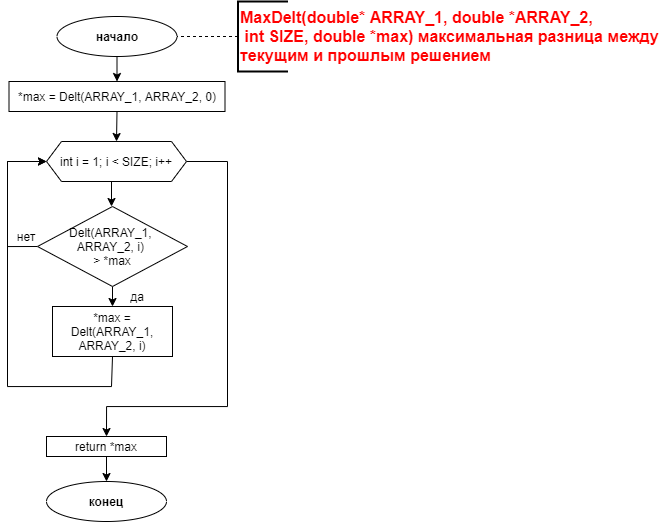 начало
MaxDelt(double* ARRAY_1, double *ARRAY_2,
int SIZE, double *max) максимальная разница между
текущим и прошлым решением
*max = Delt(ARRAY_1, ARRAY_2, 0)
int i = 1; i < SIZE; i++
нет
Delt(ARRAY_1,
ARRAY_2, i)
> *max
да
*max =
Delt(ARRAY_1,
ARRAY_2, i)
return *max
конец